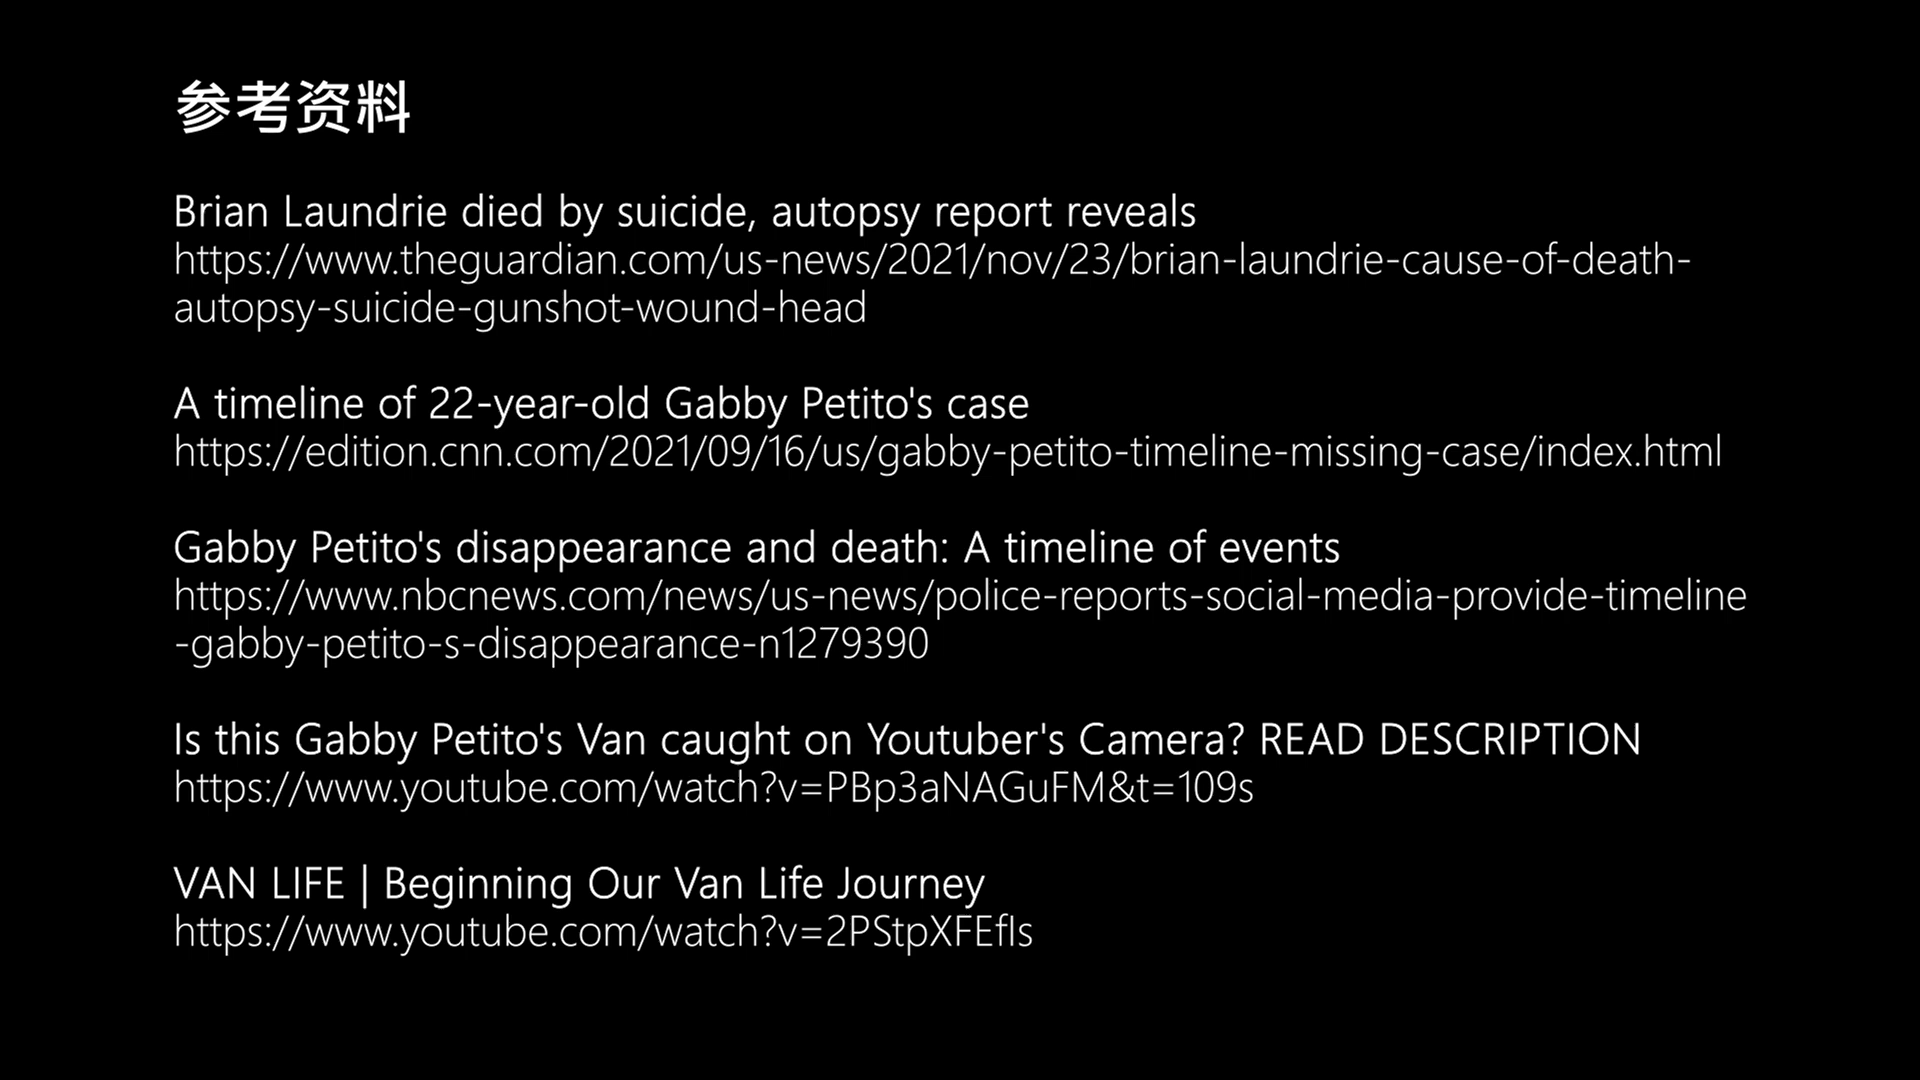 参考资料
Brian Laundrie died by suicide, autopsy report reveals
https://www.theguardian.com/us-news/2021/nov/23/brian-laundrie-cause-of-death-
autopsy-suicide-gunshot-wound-head
A timeline of 22-year-old Gabby Petito's case
https://edition.cnn.com/2021/09/16/us/gabby-petito-timeline-missing-case/index.html
Gabby Petito's disappearance and death: A timeline of events
https://www.nbcnews.com/news/us-news/police-reports-social-media-provide-timeline
-gabby-petito-s-disappearance-n1279390
Is this Gabby Petito's Van caught on Youtuber's Camera? READ DESCRIPTION
https://www.youtube.com/watch?v=PBp3aNAGuFM&t=109s
VAN LIFE | Beginning Our Van Life Journey
https://www.youtube.com/watch?v=2PStpXFEfIs